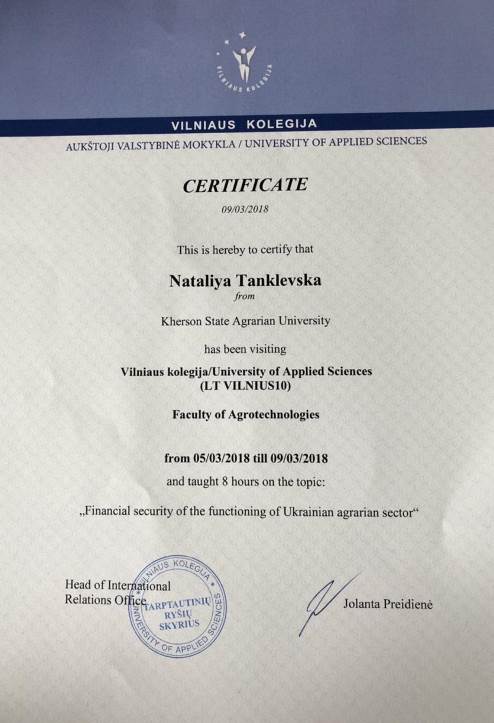 VILNIAUS KOLEGIJA
VILNIAUS KOLEGIJA
AUKŠTOJI VALSTYBINĖ MOKYKLA / UNIVERSITY OF APPLIED SCIENCES
CERTIFICATE
09/03/2018
This is hereby to certify that
Nataliya Tanklevska
from
Kherson State Agrarian University
has been visiting
Vilniaus kolegija/University of Applied Sciences
(LT VILNIUS10)
Faculty of Agrotechnologies
from 05/03/2018 till 09/03/2018
and taught 8 hours on the topic:
„Financial security of the functioning of Ukrainian agrarian sector“
Head of International
Relations Office
VILNIAUS KOLEGIJA
TARPTAUTINIŲ
RYŠIŲ
SKYRIUS
UNIVERSITY OF APPLIED SCIENCES
Jolanta Preidienė